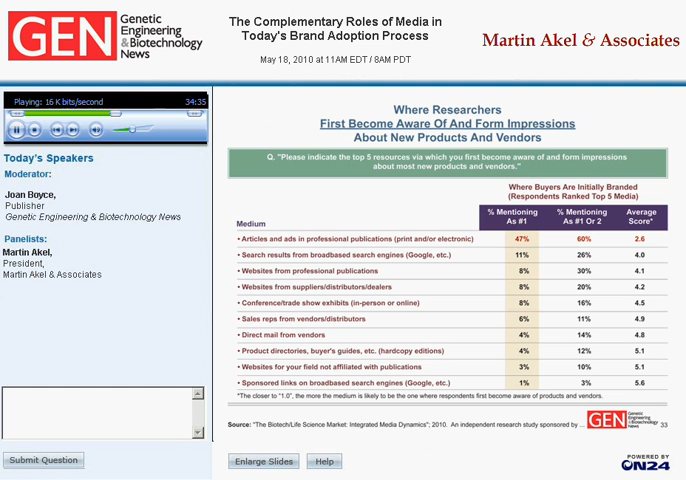 GEN Genetic
Engineering
& Biotechnology
News
The Complementary Roles of Media in
Today's Brand Adoption Process
May 18, 2010 at 11AM EDT / 8AM PDT
Martin Akel & Associates
Playing: 16 K bits/second 34:35
Today's Speakers
Moderator:
Joan Boyce,
Publisher
Genetic Engineering & Biotechnology News
Panelists:
Martin Akel,
President,
Martin Akel & Associates
Submit Question
Where Researchers
First Become Aware Of And Form Impressions
About New Products And Vendors
Q. "Please indicate the top 5 resources via which you first become aware of and form impressions
about most new products and vendors."
Where Buyers Are Initially Branded
(Respondents Ranked Top 5 Media)
Medium % Mentioning As #1 % Mentioning As #1 Or 2 Average Score*
• Articles and ads in professional publications (print and/or electronic) 47% 60% 2.6
• Search results from broadbased search engines (Google, etc.) 11% 26% 4.0
• Websites from professional publications 8% 30% 4.1
• Websites from suppliers/distributors/dealers 8% 20% 4.2
• Conference/trade show exhibits (in-person or online) 8% 16% 4.5
• Sales reps from vendors/distributors 6% 11% 4.9
• Direct mail from vendors 4% 14% 4.8
• Product directories, buyer's guides, etc. (hardcopy editions) 4% 12% 5.1
• Websites for your field not affiliated with publications 3% 10% 5.1
• Sponsored links on broadbased search engines (Google, etc.) 1% 3% 5.6
*The closer to "1.0", the more the medium is likely to be the one where respondents first become aware of products and vendors.
Source: "The Biotech/Life Science Market: Integrated Media Dynamics"; 2010. An independent research study sponsored by ...
GEN Genetic
Engineering
& Biotechnology
News
33
Enlarge Slides
Help
POWERED BY
ON24